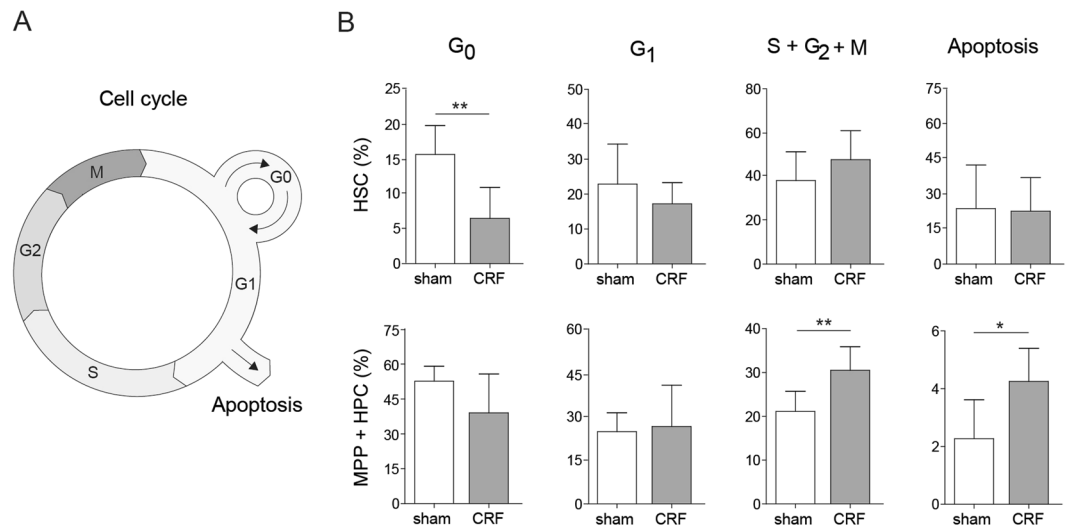 A
B
Cell cycle
M
G0
G2
G1
S
Apoptosis
G0
G1
S + G2 + M
Apoptosis
HSC (%)
25
20
15
10
5
0
**
sham CRF
50
40
30
20
10
0
sham CRF
80
60
40
20
0
sham CRF
75
60
45
30
15
0
sham CRF
MPP + HPC (%)
75
60
45
30
15
0
sham CRF
60
45
30
15
0
sham CRF
40
30
20
10
0
**
sham CRF
6
4
2
0
*
sham CRF